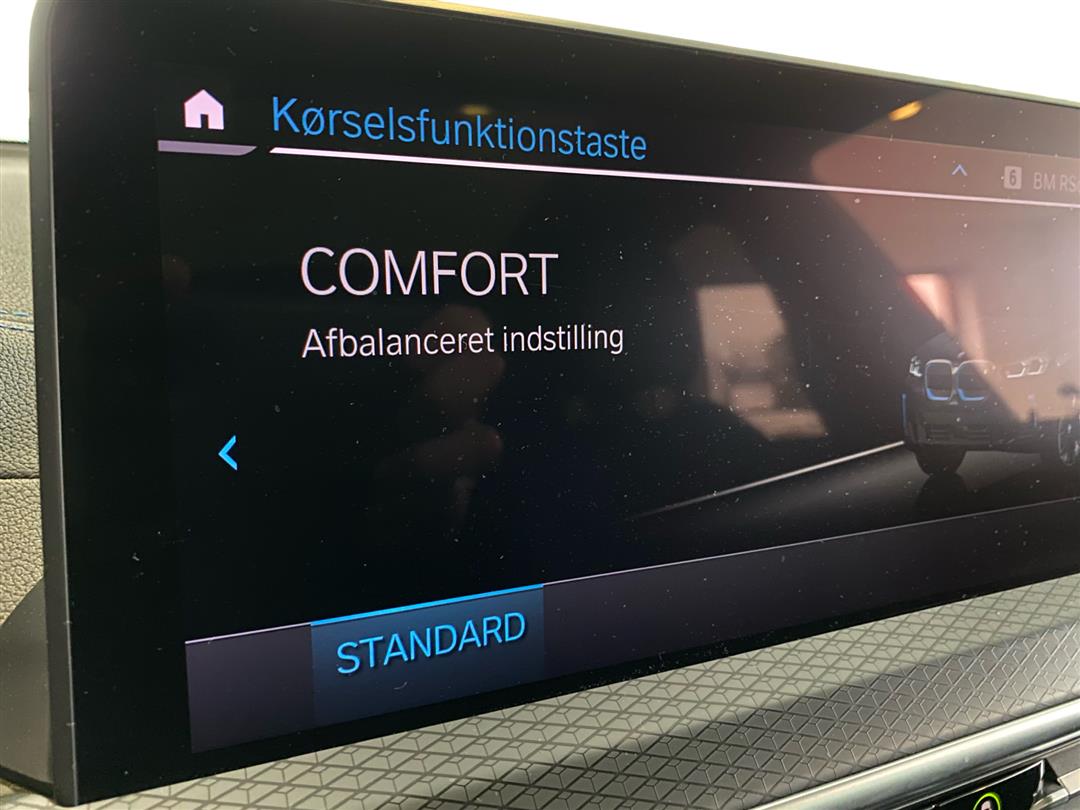 Kørselsfunktionstaste
6 BM RS
COMFORT
Afbalanceret indstilling
STANDARD